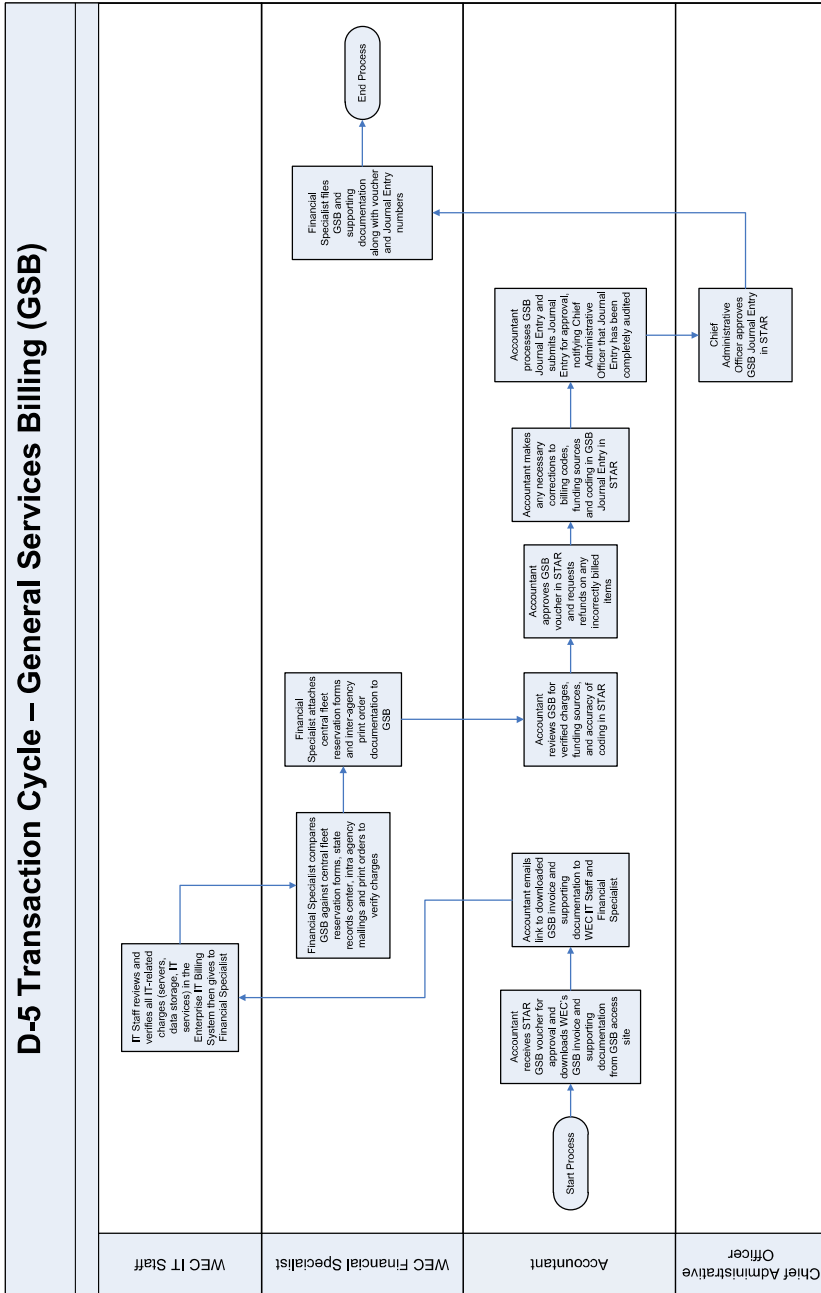 D-5 Transaction Cycle – General Services Billing (GSB)
WEC IT Staff
IT Staff reviews and
verifies all IT-related
charges (servers,
data storage, IT
services) in the
Enterprise IT Billing
System then gives to
Financial Specialist
WEC Financial Specialist
Financial Specialist compares
GSB against central fleet
reservation forms, state
records center, intra agency
mailings and print orders to
verify charges
Financial
Specialist attaches
central fleet
reservation forms
and inter-agency
print order
documentation to
GSB
Financial
Specialist files
GSB and
supporting
documentation
along with voucher
and Journal Entry
numbers
End Process
Accountant
Start Process
Accountant
receives STAR
GSB voucher for
approval and
downloads WEC's
GSB invoice and
supporting
documentation
from GSB access
site
Accountant emails
link to downloaded
GSB invoice and
supporting
documentation to
WEC IT Staff and
Financial
Specialist
Accountant
reviews GSB for
verified charges,
funding sources,
and accuracy of
coding in STAR
Accountant
approves GSB
voucher in STAR
and requests
refunds on any
incorrectly billed
items
Accountant makes
any necessary
corrections to
billing codes,
funding sources
and coding in GSB
Journal Entry in
STAR
Accountant
processes GSB
Journal Entry and
submits Journal
Entry for approval,
notifying Chief
Administrative
Officer that Journal
Entry has been
completely audited
Chief Administrative
Officer
Chief
Administrative
Officer approves
GSB Journal Entry
in STAR